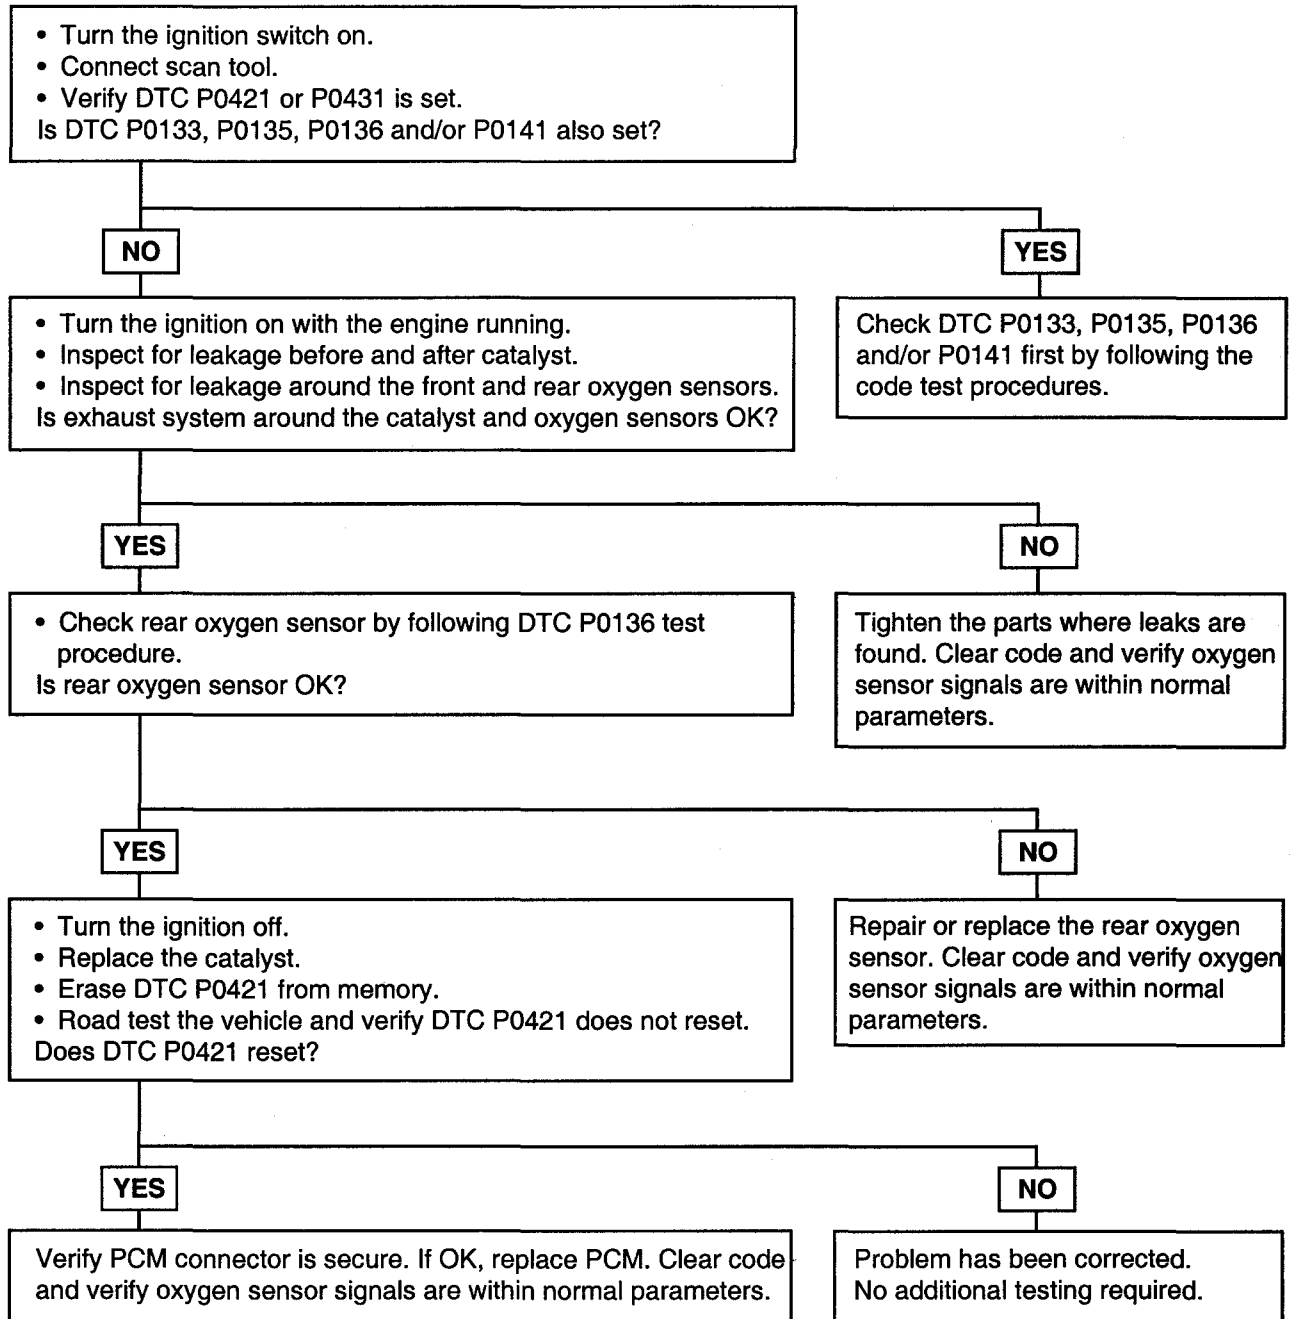 • Turn the ignition switch on.
• Connect scan tool.
• Verify DTC P0421 or P0431 is set.
Is DTC P0133, P0135, P0136 and/or P0141 also set?
NO
YES
• Turn the ignition on with the engine running.
• Inspect for leakage before and after catalyst.
• Inspect for leakage around the front and rear oxygen sensors.
Is exhaust system around the catalyst and oxygen sensors OK?
Check DTC P0133, P0135, P0136
and/or P0141 first by following the
code test procedures.
YES
NO
• Check rear oxygen sensor by following DTC P0136 test
procedure.
Is rear oxygen sensor OK?
Tighten the parts where leaks are
found. Clear code and verify oxygen
sensor signals are within normal
parameters.
YES
NO
• Turn the ignition off.
• Replace the catalyst.
• Erase DTC P0421 from memory.
• Road test the vehicle and verify DTC P0421 does not reset.
Does DTC P0421 reset?
Repair or replace the rear oxygen
sensor. Clear code and verify oxygen
sensor signals are within normal
parameters.
YES
NO
Verify PCM connector is secure. If OK, replace PCM. Clear code
and verify oxygen sensor signals are within normal parameters.
Problem has been corrected.
No additional testing required.